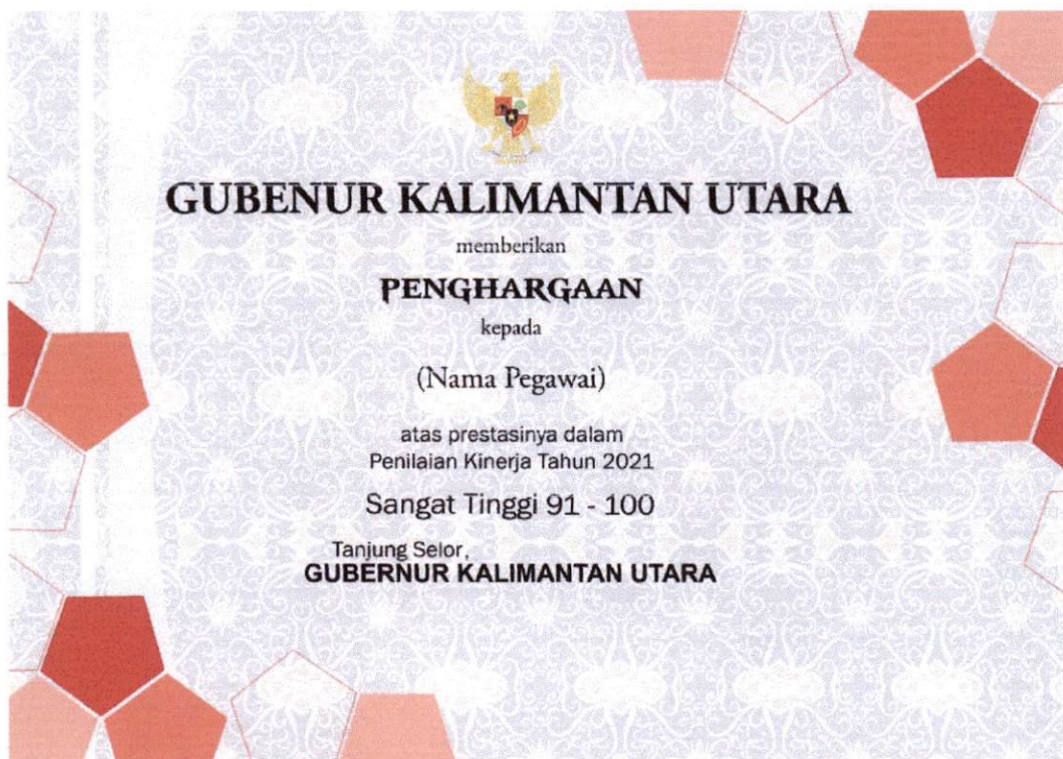 GUBENUR KALIMANTAN UTARA
memberikan
PENGHARGAAN
kepada
(Nama Pegawai)
atas prestasinya dalam
Penilaian Kinerja Tahun 2021
Sangat Tinggi 91 - 100
Tanjung Selor,
GUBERNUR KALIMANTAN UTARA